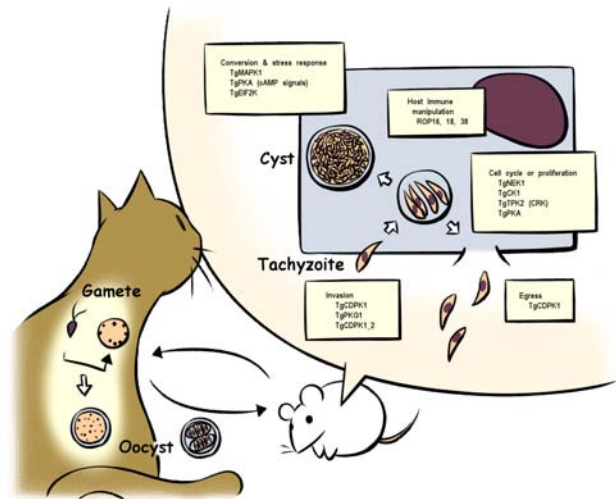 Conversion & stress response
TgMAPK1
TgPKA (cAMP signals)
TgEIF2K
Host Immune
manipulation
ROP16, 18, 38
Cyst
Cell cycle or proliferation
TgNEK1
TgCK1
TgTPK2 (CRK)
TgPKA
Tachyzoite
Invasion
TgCDPK1
TgPKG1
TgCDPK1_2
Egress
TgCDPK1
Gamete
Oocyst